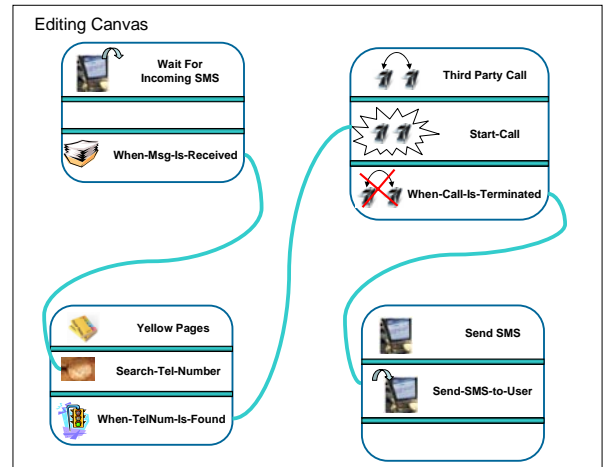 Editing Canvas
Wait For
Incoming SMS
When-Msg-Is-Received
Third Party Call
Start-Call
When-Call-Is-Terminated
Yellow Pages
Search-Tel-Number
When-TelNum-Is-Found
Send SMS
Send-SMS-to-User